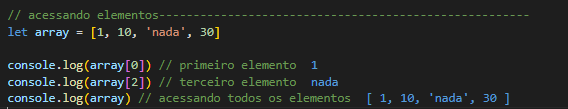 // acessando elementos-----------------------------------------------------
let array = [1, 10, 'nada', 30]
console.log(array[0]) // primeiro elemento  1
console.log(array[2]) // terceiro elemento  nada
console.log(array) // acessando todos os elementos  [ 1, 10, 'nada', 30 ]